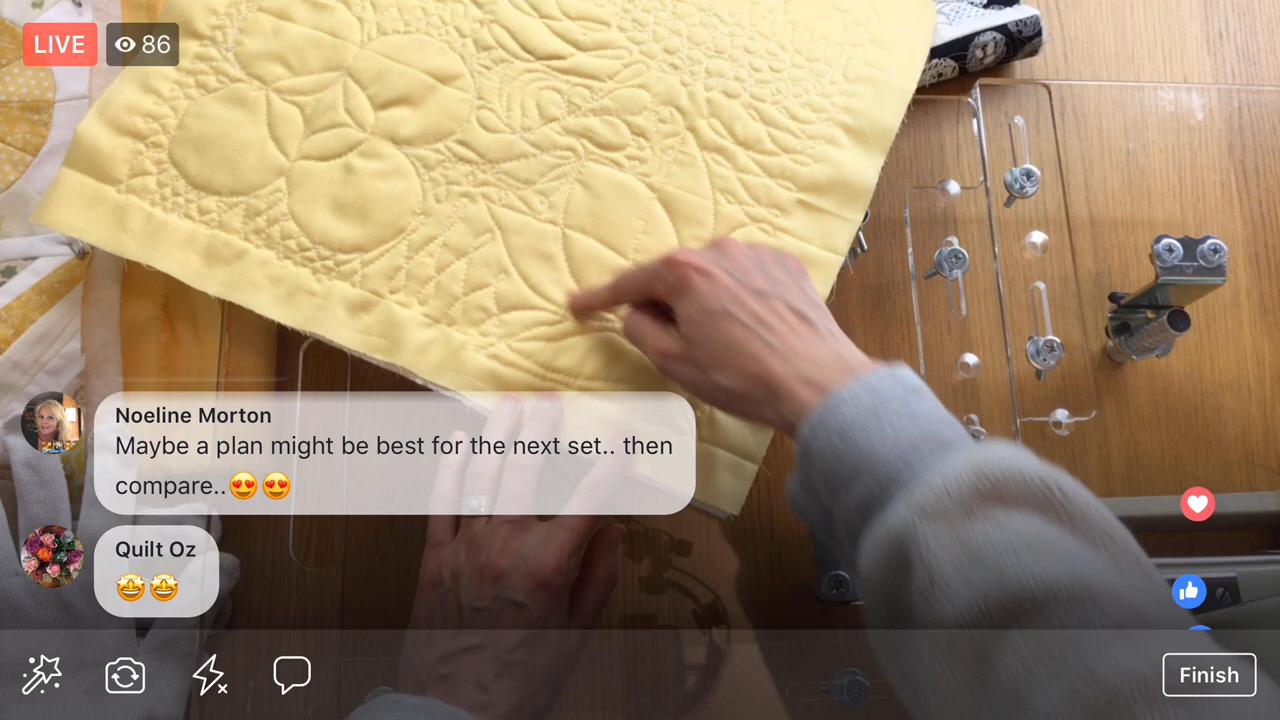 LIVE 86
Noeline Morton
Maybe a plan might be best for the next set.. then
compare..😍😍
Quilt Oz
🤩🤩
Finish